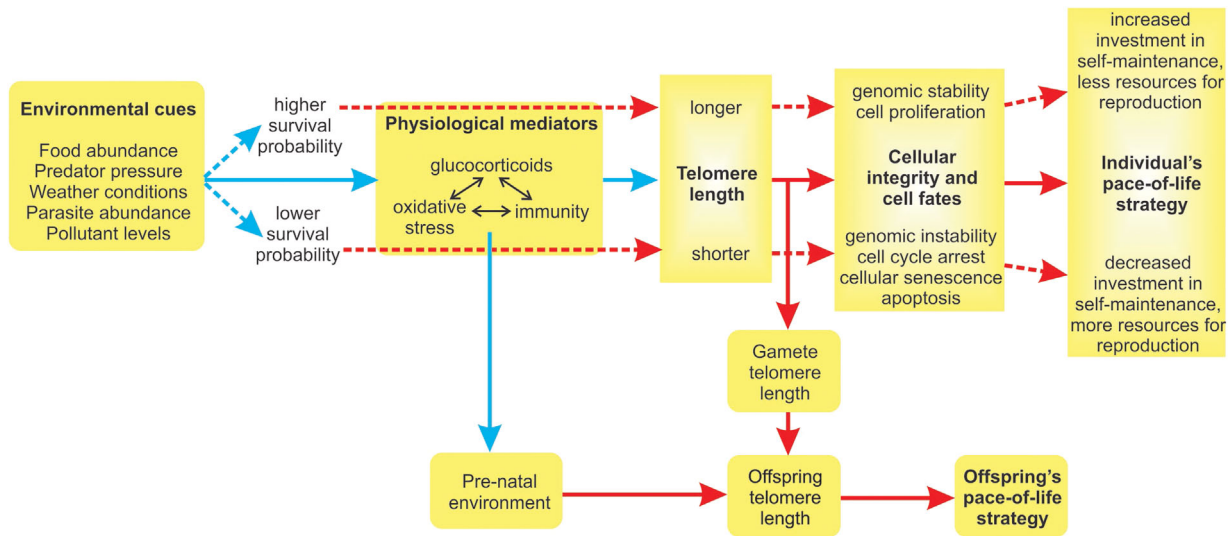 Environmental cues
Food abundance
Predator pressure
Weather conditions
Parasite abundance
Pollutant levels
higher
survival
probability
lower
survival
probability
Physiological mediators
glucocorticoids
oxidative
stress
immunity
longer
Telomere
length
shorter
genomic stability
cell proliferation
Cellular
integrity and
cell fates
genomic instability
cell cycle arrest
cellular senescence
apoptosis
increased
investment in
self-maintenance,
less resources for
reproduction
Individual's
pace-of-life
strategy
decreased
investment in
self-maintenance,
more resources for
reproduction
Gamete
telomere
length
Pre-natal
environment
Offspring
telomere
length
Offspring's
pace-of-life
strategy